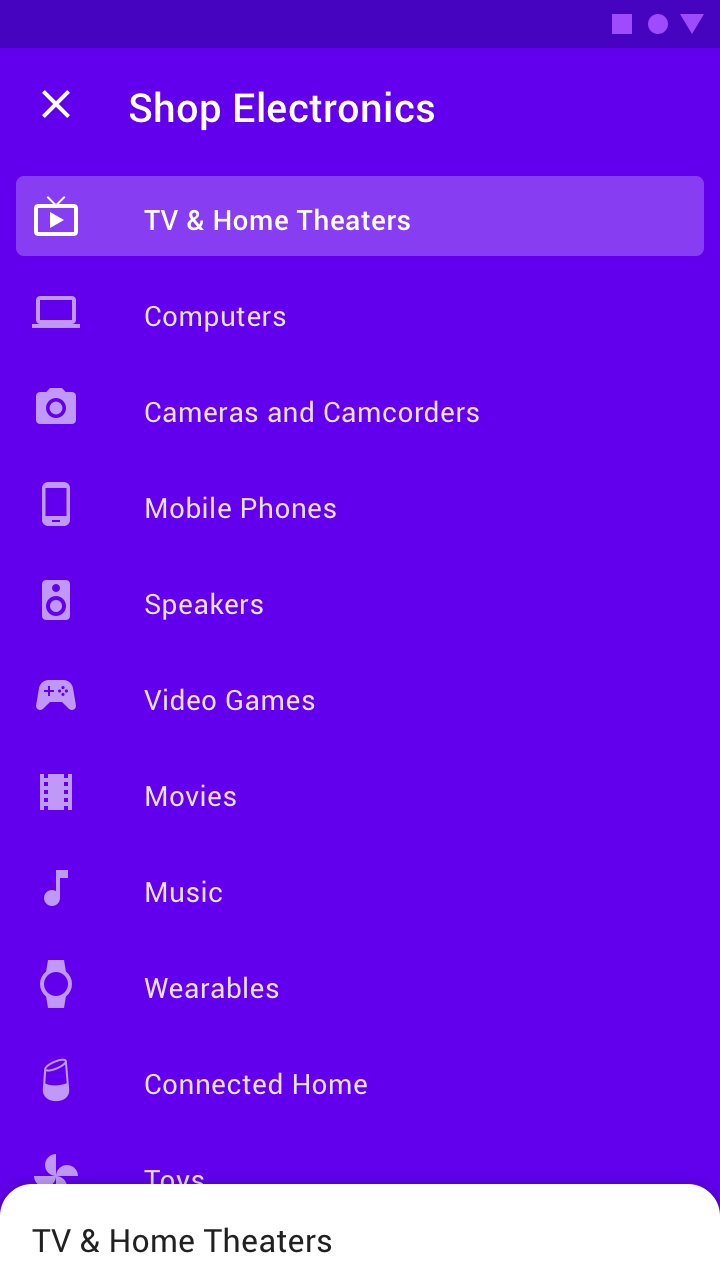 Shop Electronics
TV & Home Theaters
Computers
Cameras and Camcorders
Mobile Phones
Speakers
Video Games
Movies
Music
Wearables
Connected Home
Toys
TV & Home Theaters